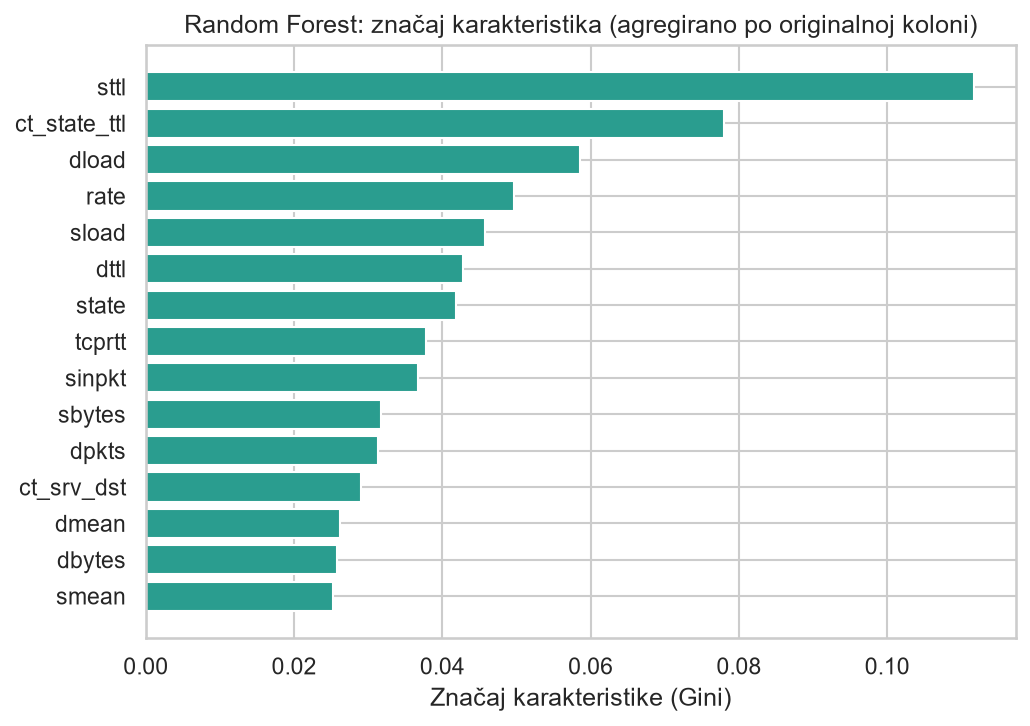 Random Forest: značaj karakteristika (agregirano po originalnoj koloni)
sttl
ct_state_ttl
dload
rate
sload
dttl
state
tcprtt
sinpkt
sbytes
dpkts
ct_srv_dst
dmean
dbytes
smean
0.00 0.02 0.04 0.06 0.08 0.10
Značaj karakteristike (Gini)